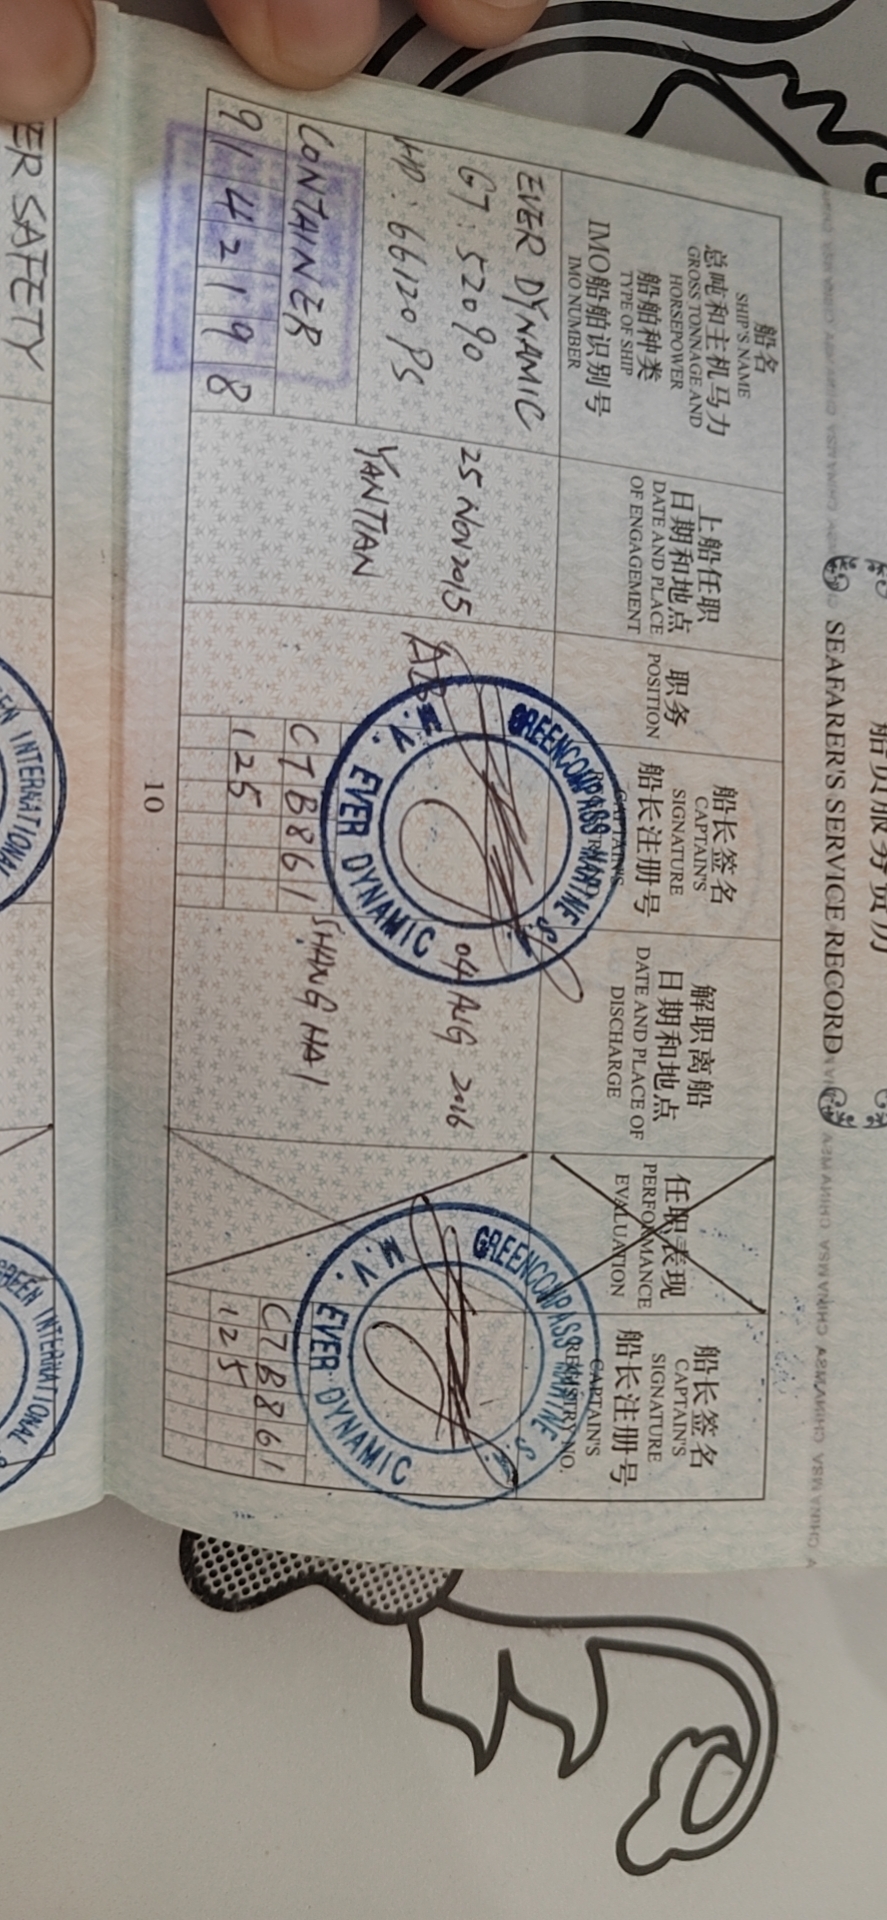 船员服务资历
SEAFARER'S SERVICE RECORD
船名
SHIP'S NAME
总吨和主机马力
GROSS TONNAGE AND
HORSEPOWER
船舶种类
TYPE OF SHIP
IMO船舶识别号
IMO NUMBER
上船任职
日期和地点
DATE AND PLACE
OF ENGAGEMENT
职务
POSITION
船长签名
CAPTAIN'S
SIGNATURE
船长注册号
CAPTAIN'S
解职离船
日期和地点
DATE AND PLACE OF
DISCHARGE
任职表现
PERFORMANCE
EVALUATION
船长签名
CAPTAIN'S
SIGNATURE
船长注册号
CAPTAIN'S
REGISTRY NO.
EVER DYNAMIC
GT: 52090
HP: 66120 PS
CONTAINER
9142198
25 NOV 2015
YANTIAN
AB
GREENCOMPASS MARINE S.A.
M.V. EVER DYNAMIC
CTB861
125
04 AUG 2016
SHANGHAI
GREENCOMPASS MARINE S.A.
M.V. EVER DYNAMIC
CTB861
125
10
ER SAFETY
EEN INTERNATIONAL
GREEN INTERNATIONAL